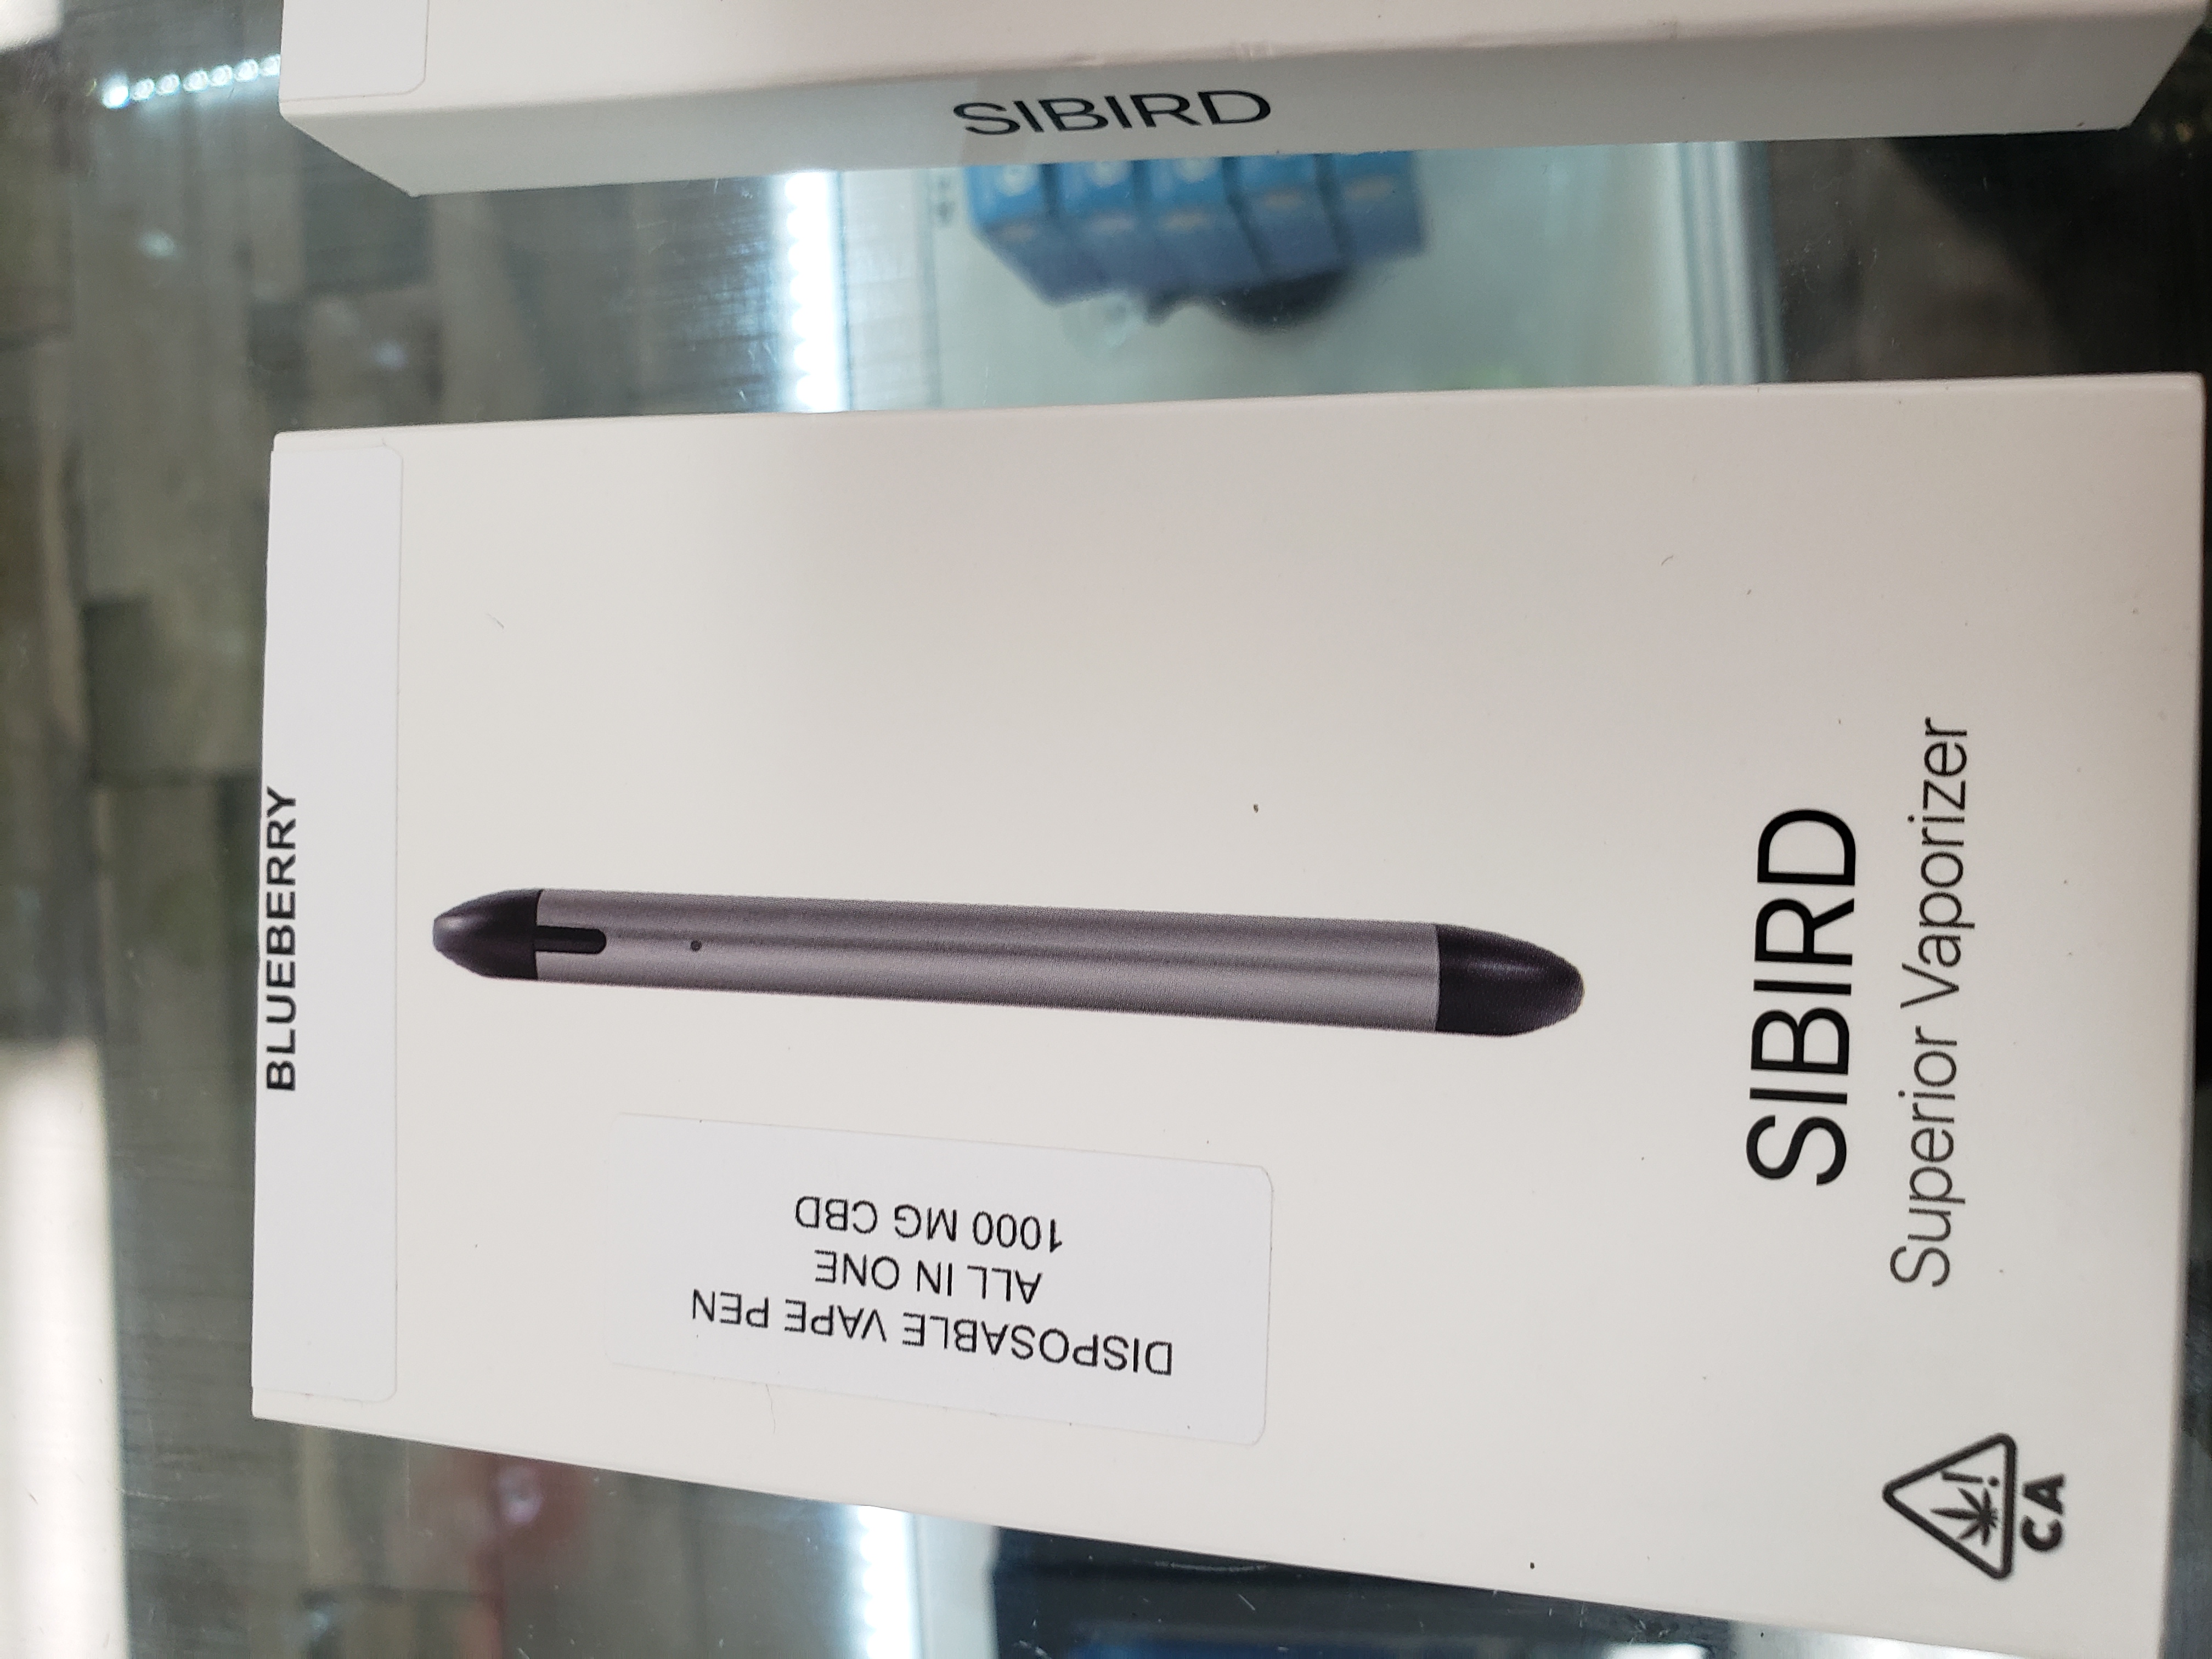 SIBIRD
BLUEBERRY
DISPOSABLE VAPE PEN
ALL IN ONE
1000 MG CBD
SIBIRD
Superior Vaporizer
!
CA